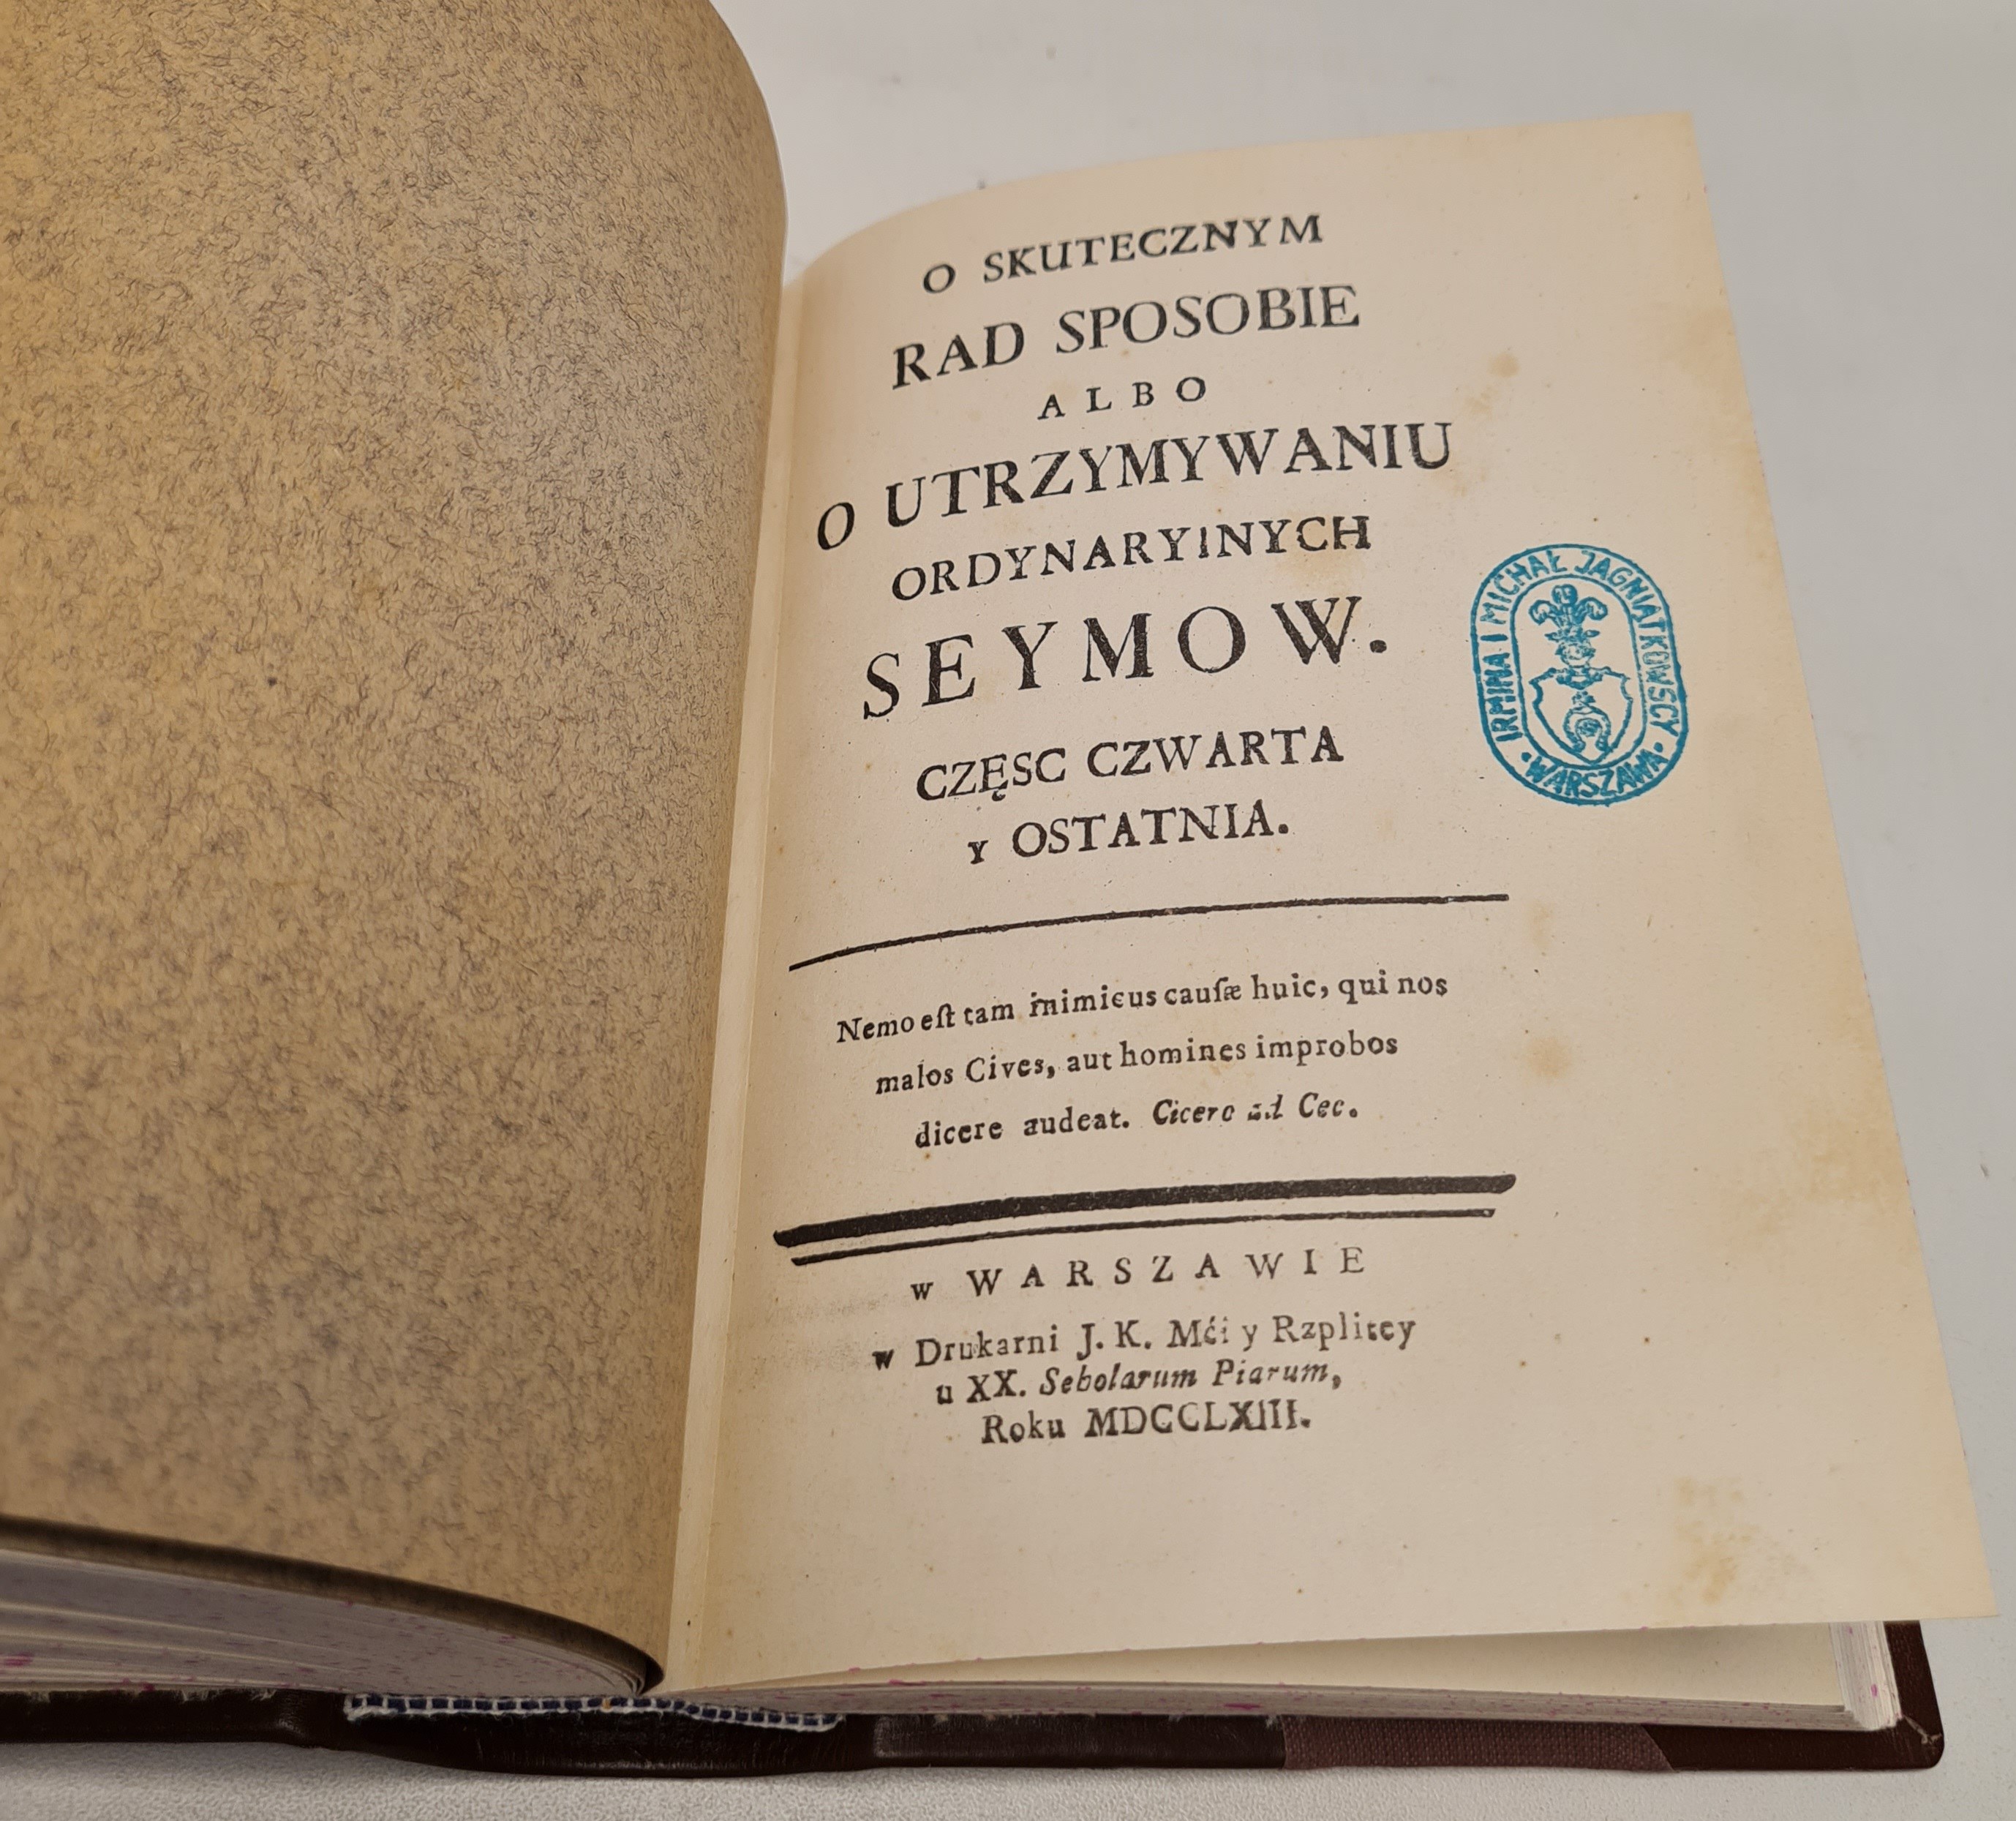 O SKUTECZNYM
RAD SPOSOBIE
ALBO
O UTRZYMYWANIU
ORDYNARYINYCH
SEYMOW.
CZĘSC CZWARTA
Y OSTATNIA.
Nemo eſt tam inimicus cauſæ huic, qui nos
malos Cives, aut homines improbos
dicere audeat. Cicero ad Cec.
w WARSZAWIE
w Drukarni J. K. Mći y Rzplitey
u XX. Scholarum Piarum,
Roku MDCCLXIII.
IRMINA I MICHAŁ JAGNIĄTKOWSCY • WARSZAWA •